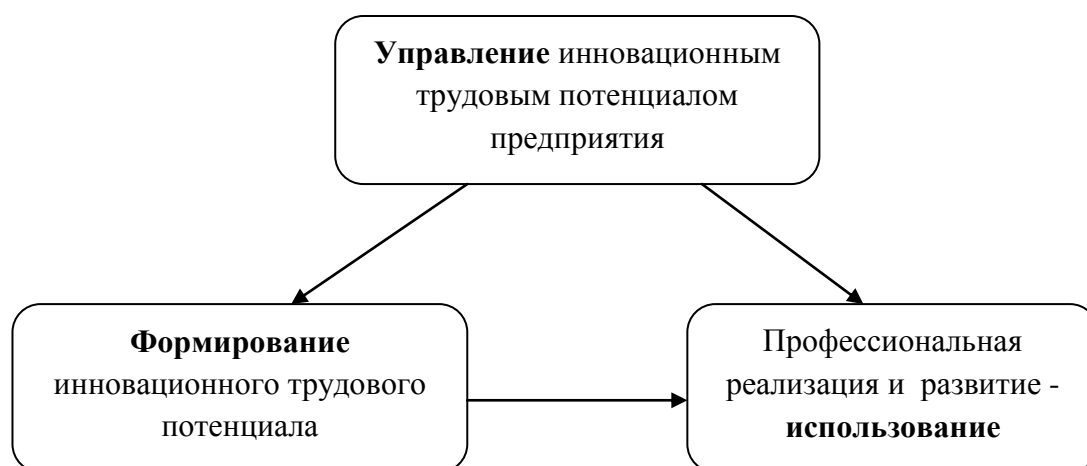 Управление инновационным
трудовым потенциалом
предприятия
Формирование
инновационного трудового
потенциала
Профессиональная
реализация и развитие -
использование